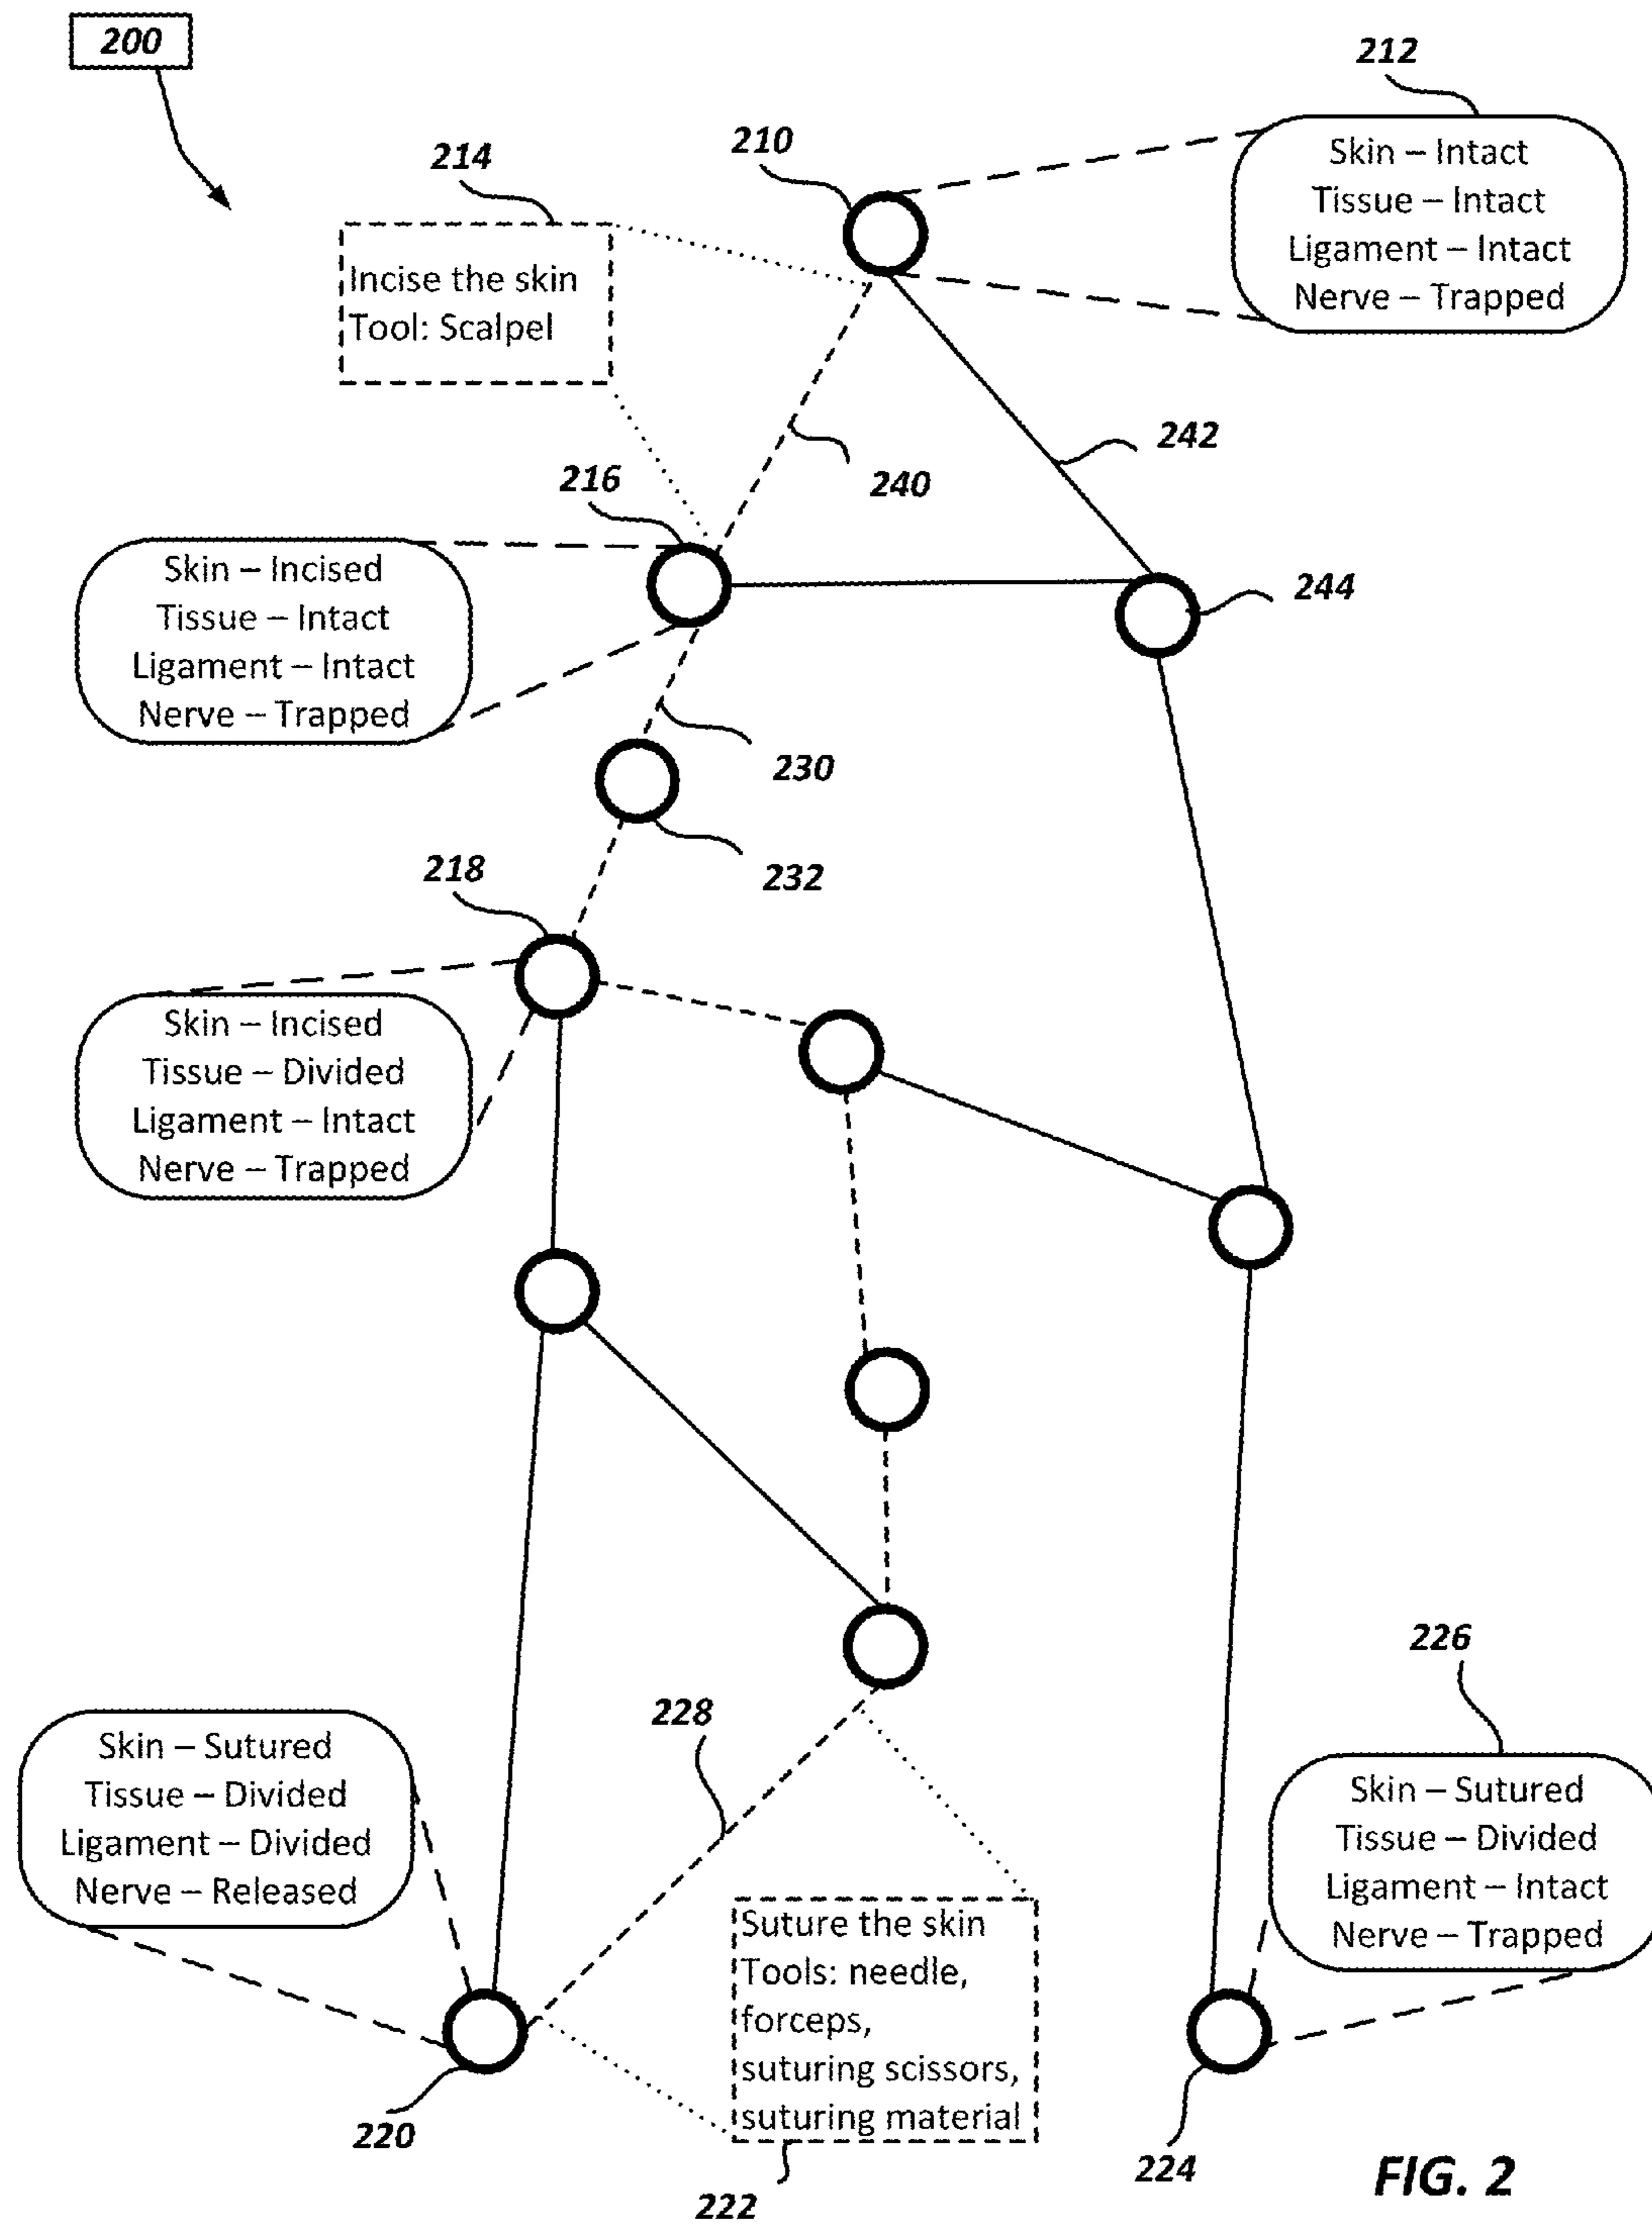 200
212
Skin – Intact
Tissue – Intact
Ligament – Intact
Nerve – Trapped
210
214
Incise the skin
Tool: Scalpel
242
240
216
244
Skin – Incised
Tissue – Intact
Ligament – Intact
Nerve – Trapped
230
232
218
Skin – Incised
Tissue – Divided
Ligament – Intact
Nerve – Trapped
226
228
Skin – Sutured
Tissue – Divided
Ligament – Divided
Nerve – Released
Skin – Sutured
Tissue – Divided
Ligament – Intact
Nerve – Trapped
Suture the skin
Tools: needle,
forceps,
suturing scissors,
suturing material
220
224
222
FIG. 2